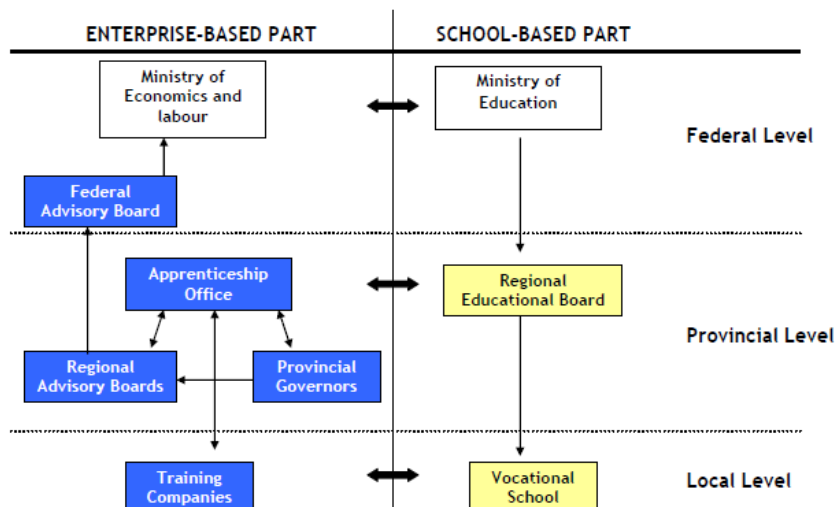 ENTERPRISE-BASED PART
SCHOOL-BASED PART
Ministry of
Economics and
labour
Ministry of
Education
Federal Level
Federal
Advisory Board
Apprenticeship
Office
Regional
Educational Board
Provincial Level
Regional
Advisory Boards
Provincial
Governors
Training
Companies
Vocational
School
Local Level